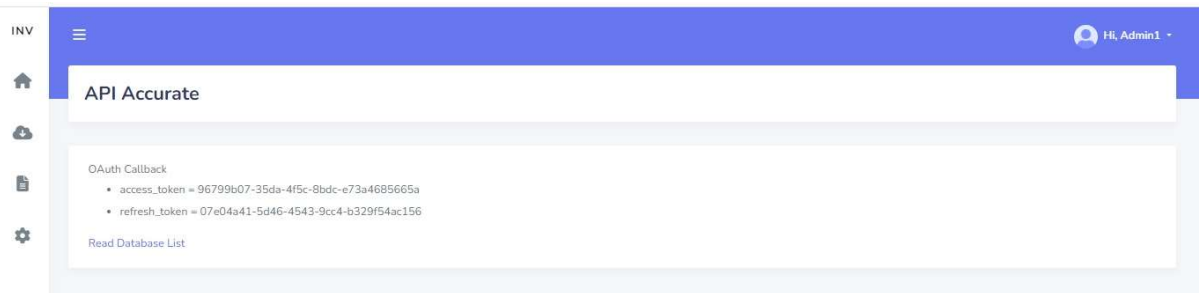 INV
Hi, Admin1
API Accurate
OAuth Callback
access_token = 96799b07-35da-4f5c-8bdc-e73a4685665a
refresh_token = 07e04a41-5d46-4543-9cc4-b329f54ac156
Read Database List